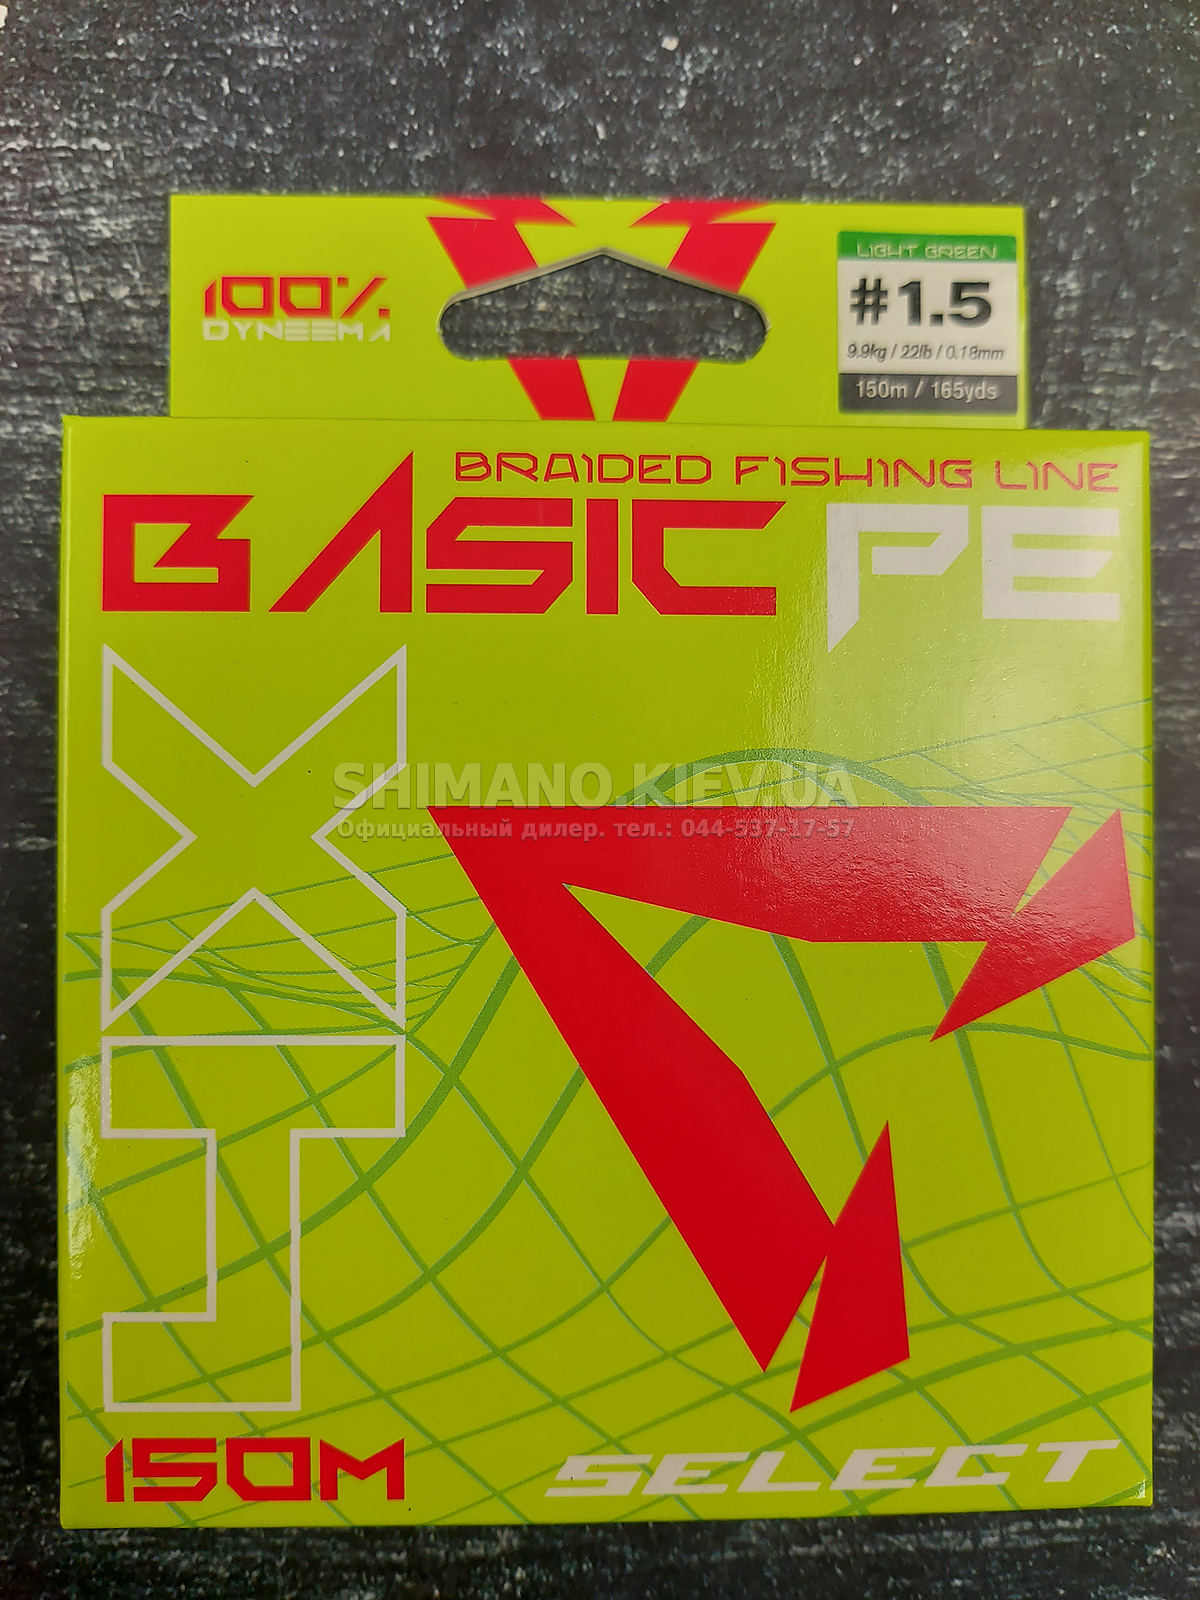 100%
DYNEEMA
LIGHT GREEN
#1.5
9.9kg / 22lb / 0.18mm
150m / 165yds
BRAIDED FISHING LINE
BASIC PE
SHIMANO.KIEV.UA
Официальный дилер. тел.: 044-537-17-57
150M
SELECT